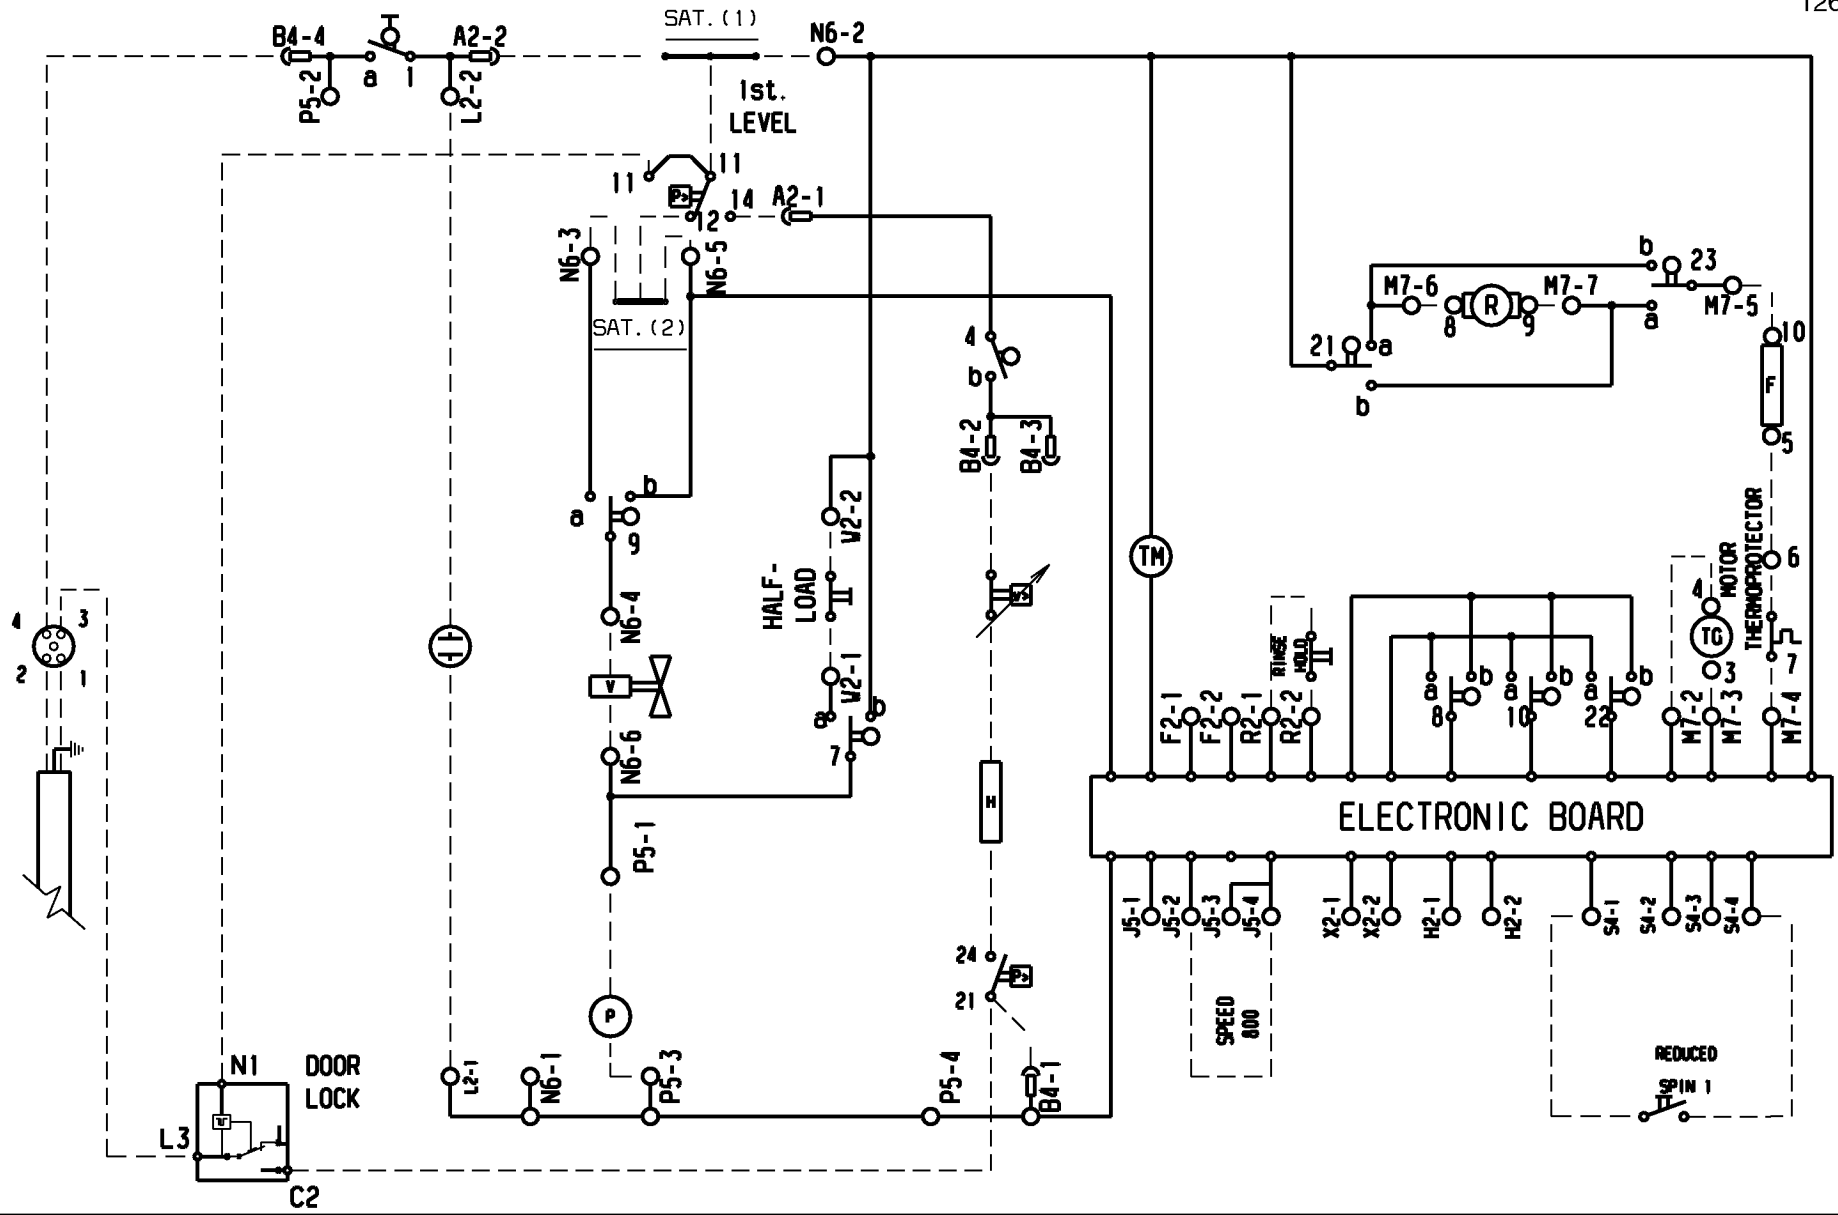 126
SAT.(1)
B4-4
A2-2
N6-2
a
1
P5-2
L2-2
1st.
LEVEL
11
11
P>
14
A2-1
12
N6-3
N6-5
SAT.(2)
b
23
M7-6
M7-7
M7-5
R
8
9
a
21
a
b
10
F
5
4
b
B4-2
B4-3
a
b
9
W2-2
HALF-
LOAD
TM
MOTOR
THERMOPROTECTOR
6
4
TG
3
7
N6-4
V
N6-6
W2-1
a
b
7
RINSE
HOLD
a
b
a
b
a
b
8
10
22
F2-1
F2-2
R2-1
R2-2
M7-2
M7-3
M7-4
4
3
2
1
H
ELECTRONIC BOARD
P5-1
J5-1
J5-2
J5-3
J5-4
X2-1
X2-2
H2-1
H2-2
S4-1
S4-2
S4-3
S4-4
24
P>
21
P
SPEED
800
REDUCED
SPIN 1
N1
DOOR
LOCK
L2-1
N6-1
P5-3
P5-4
B4-1
L3
C2